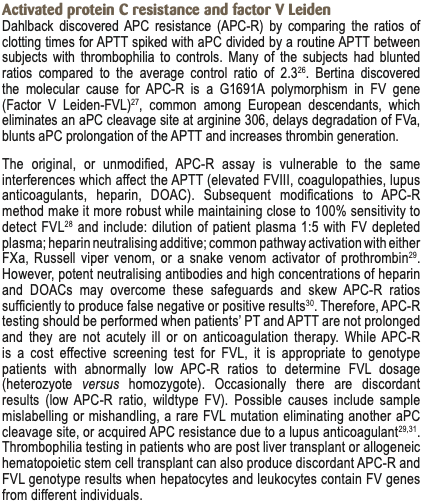 Activated protein C resistance and factor V Leiden
Dahlback discovered APC resistance (APC-R) by comparing the ratios of
clotting times for APTT spiked with aPC divided by a routine APTT between
subjects with thrombophilia to controls. Many of the subjects had blunted
ratios compared to the average control ratio of 2.3²⁶. Bertina discovered
the molecular cause for APC-R is a G1691A polymorphism in FV gene
(Factor V Leiden-FVL)²⁷, common among European descendants, which
eliminates an aPC cleavage site at arginine 306, delays degradation of FVa,
blunts aPC prolongation of the APTT and increases thrombin generation.
The original, or unmodified, APC-R assay is vulnerable to the same
interferences which affect the APTT (elevated FVIII, coagulopathies, lupus
anticoagulants, heparin, DOAC). Subsequent modifications to APC-R
method make it more robust while maintaining close to 100% sensitivity to
detect FVL²⁸ and include: dilution of patient plasma 1:5 with FV depleted
plasma; heparin neutralising additive; common pathway activation with either
FXa, Russell viper venom, or a snake venom activator of prothrombin²⁹.
However, potent neutralising antibodies and high concentrations of heparin
and DOACs may overcome these safeguards and skew APC-R ratios
sufficiently to produce false negative or positive results³⁰. Therefore, APC-R
testing should be performed when patients' PT and APTT are not prolonged
and they are not acutely ill or on anticoagulation therapy. While APC-R
is a cost effective screening test for FVL, it is appropriate to genotype
patients with abnormally low APC-R ratios to determine FVL dosage
(heterozyote versus homozygote). Occasionally there are discordant
results (low APC-R ratio, wildtype FV). Possible causes include sample
mislabelling or mishandling, a rare FVL mutation eliminating another aPC
cleavage site, or acquired APC resistance due to a lupus anticoagulant²⁹,³¹.
Thrombophilia testing in patients who are post liver transplant or allogeneic
hematopoietic stem cell transplant can also produce discordant APC-R and
FVL genotype results when hepatocytes and leukocytes contain FV genes
from different individuals.